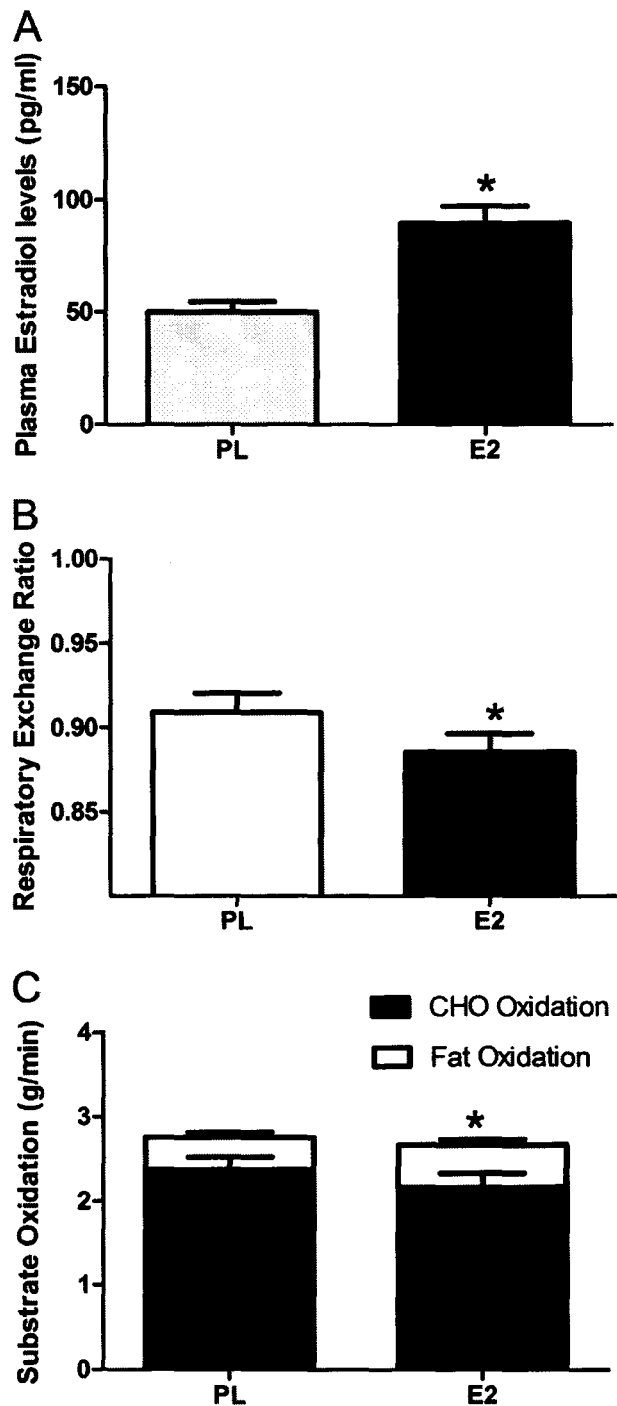 A
Plasma Estradiol levels (pg/ml)
150
100
50
0
*
PL
E2
B
Respiratory Exchange Ratio
1.00
0.95
0.90
0.85
*
PL
E2
C
Substrate Oxidation (g/min)
CHO Oxidation
Fat Oxidation
4
3
2
1
0
*
PL
E2